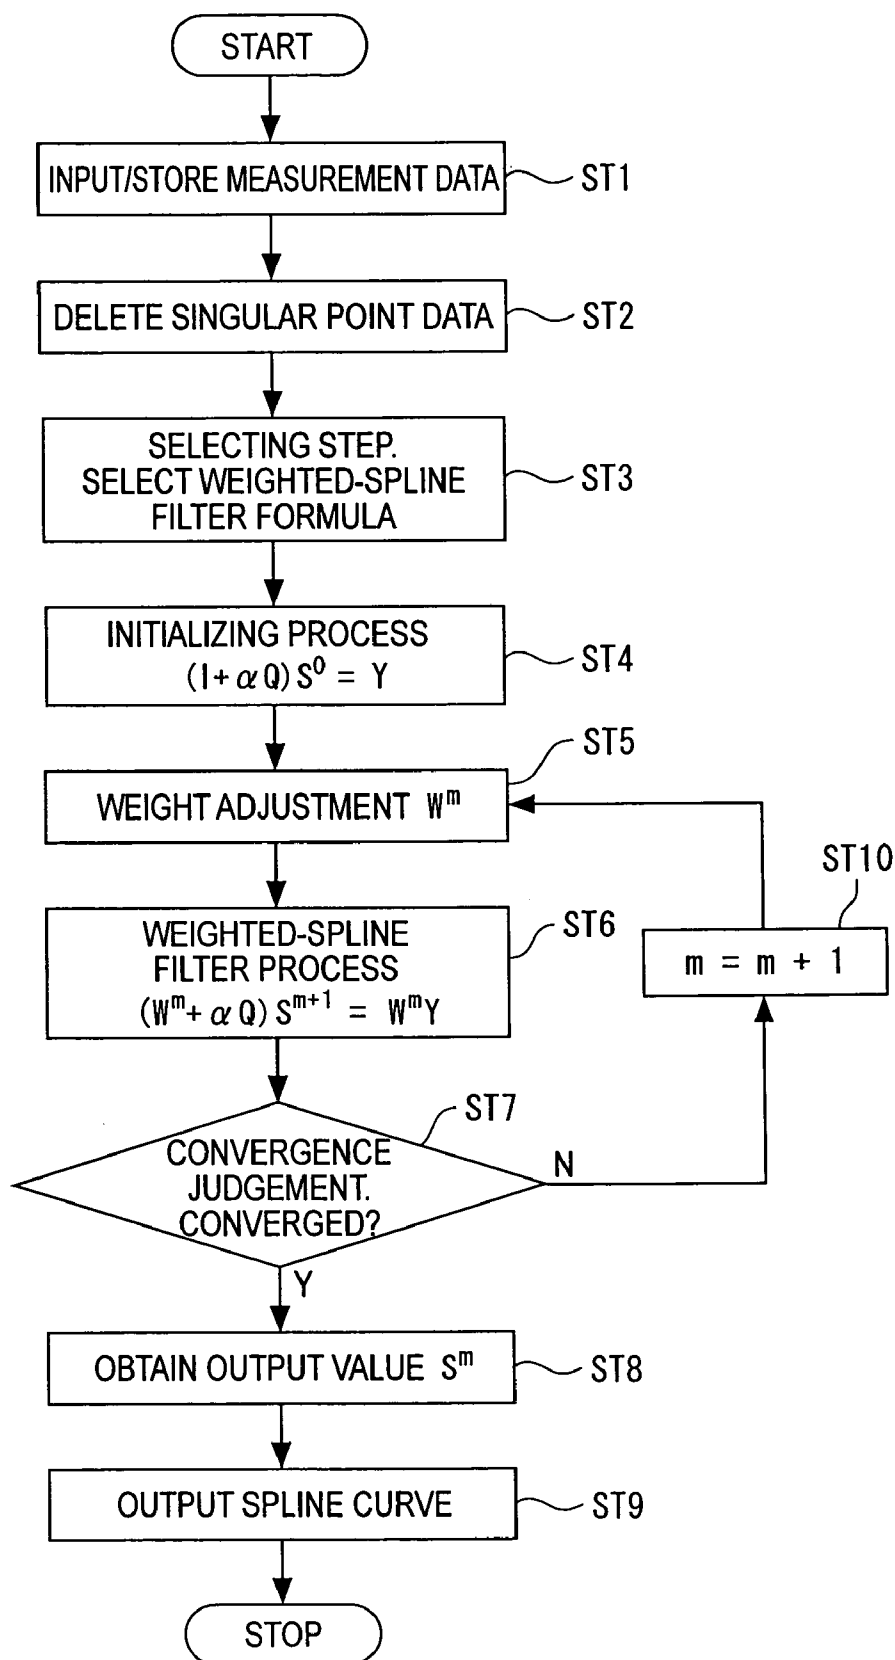 START
INPUT/STORE MEASUREMENT DATA
ST1
DELETE SINGULAR POINT DATA
ST2
SELECTING STEP.
SELECT WEIGHTED-SPLINE
FILTER FORMULA
ST3
INITIALIZING PROCESS
(I+αQ)S⁰ = Y
ST4
WEIGHT ADJUSTMENT Wᵐ
ST5
WEIGHTED-SPLINE
FILTER PROCESS
(Wᵐ+αQ)Sᵐ⁺¹ = WᵐY
ST6
ST10
m = m + 1
CONVERGENCE
JUDGEMENT.
CONVERGED?
ST7
N
Y
OBTAIN OUTPUT VALUE Sᵐ
ST8
OUTPUT SPLINE CURVE
ST9
STOP